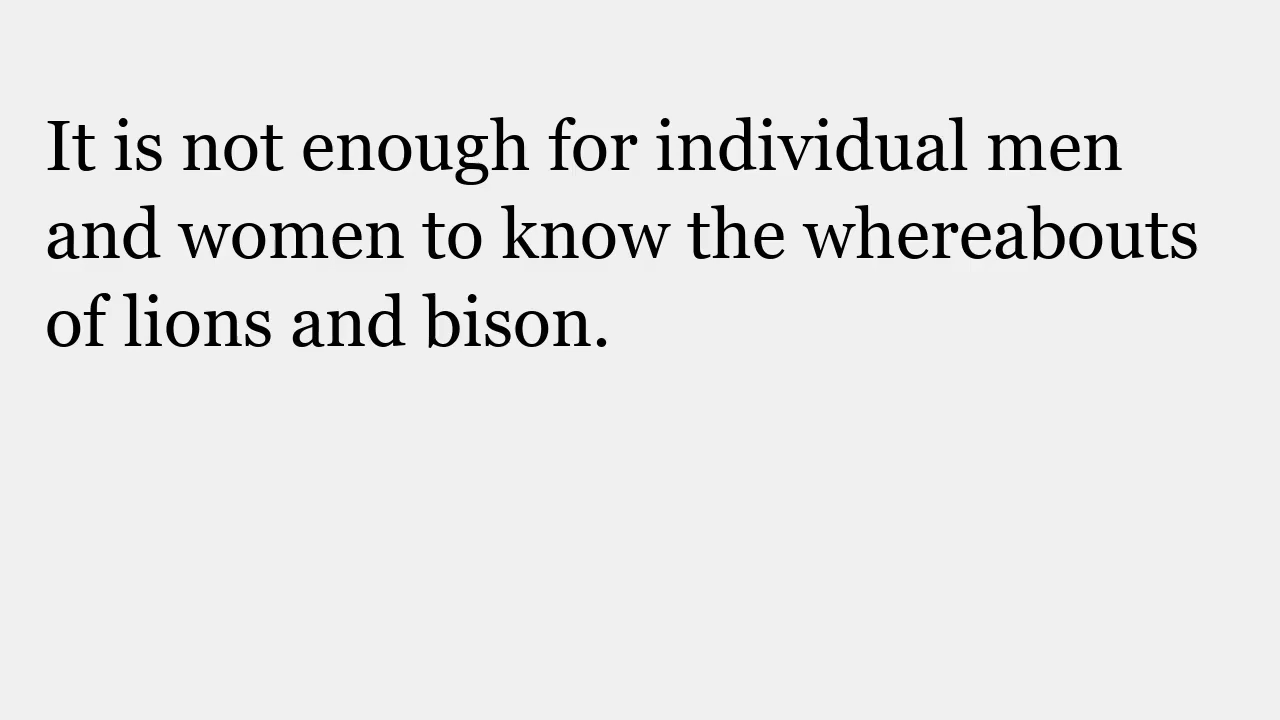 It is not enough for individual men
and women to know the whereabouts
of lions and bison.